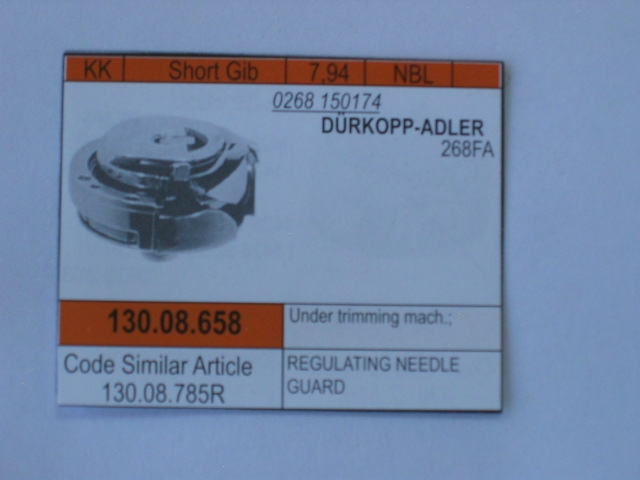 KK Short Gib 7,94 NBL
0268 150174
DÜRKOPP-ADLER
268FA
130.08.658
Under trimming mach.;
Code Similar Article
130.08.785R
REGULATING NEEDLE
GUARD